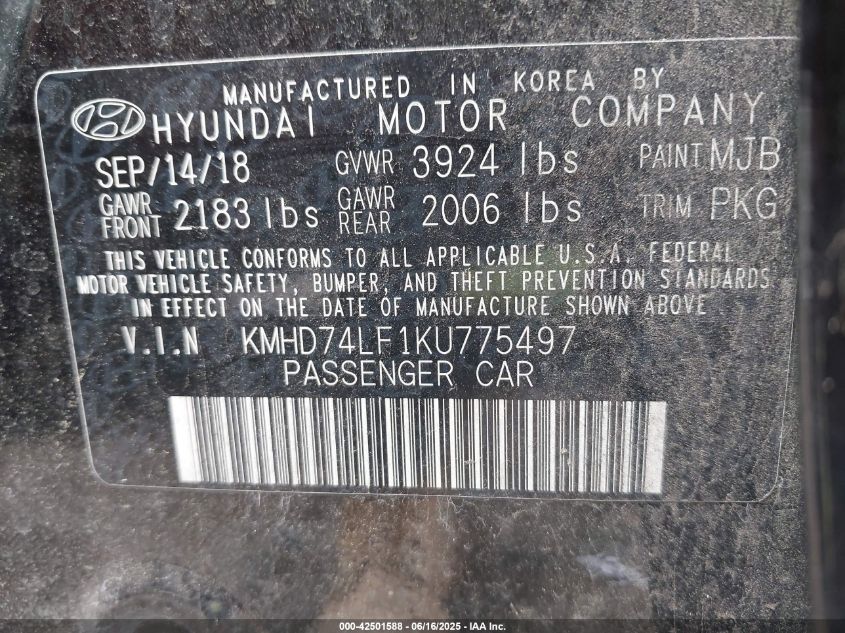 MANUFACTURED IN KOREA BY
HYUNDAI MOTOR COMPANY
SEP/14/18 GVWR 3924 lbs PAINT MJB
GAWR FRONT 2183 lbs GAWR REAR 2006 lbs TRIM PKG
THIS VEHICLE CONFORMS TO ALL APPLICABLE U.S.A. FEDERAL
MOTOR VEHICLE SAFETY, BUMPER, AND THEFT PREVENTION STANDARDS
IN EFFECT ON THE DATE OF MANUFACTURE SHOWN ABOVE
V.I.N KMHD74LF1KU775497
PASSENGER CAR
000-42501588 - 06/16/2025 - IAA Inc.